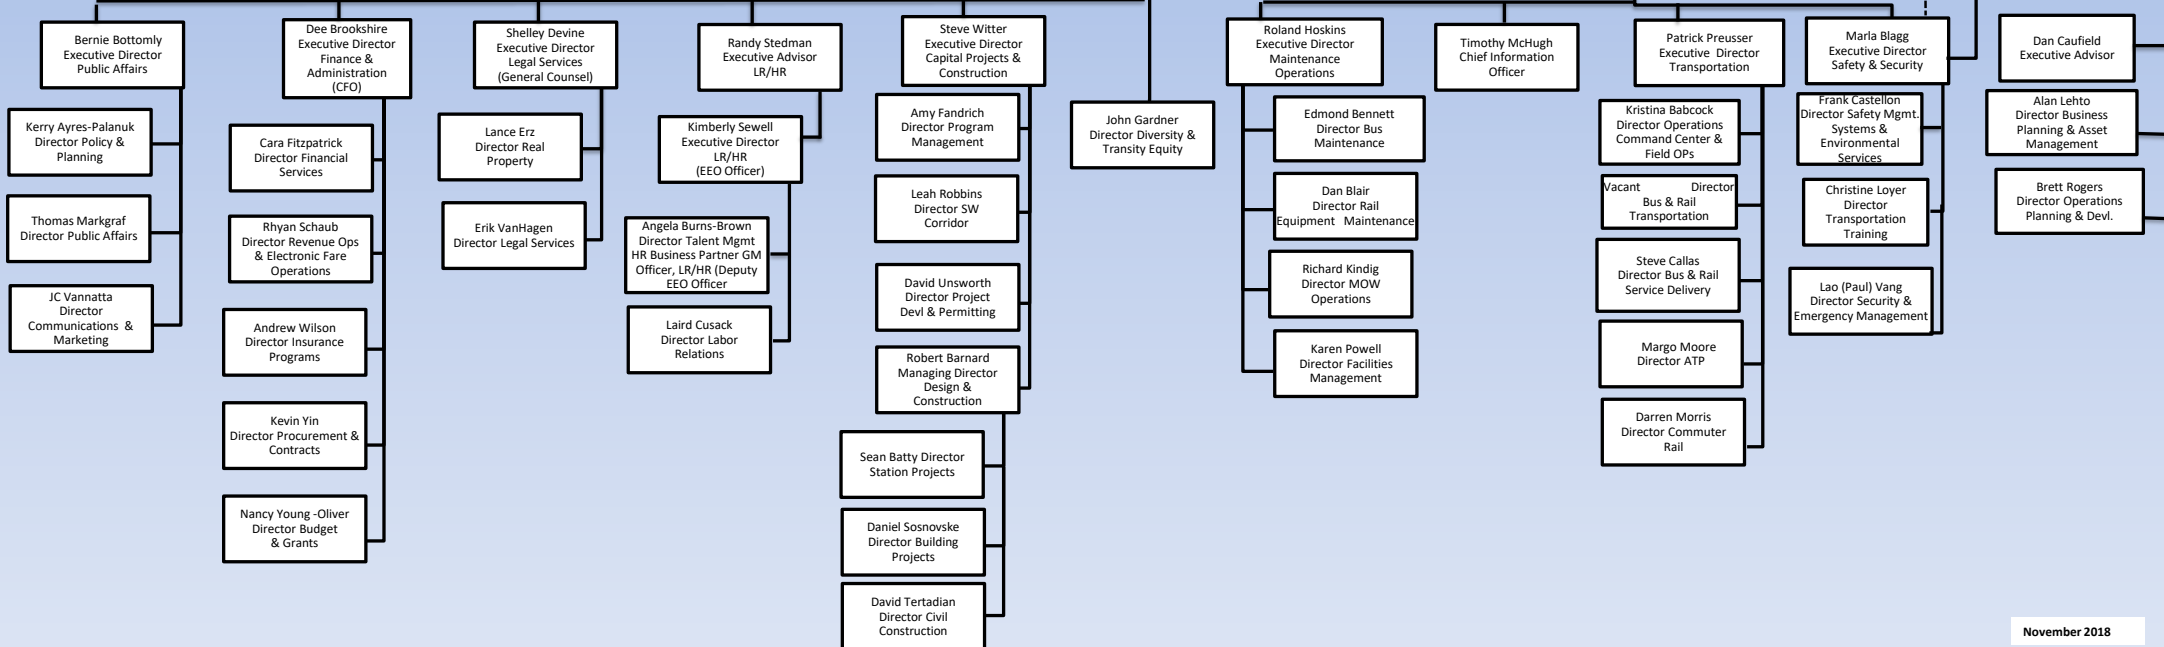 Bernie Bottomly
Executive Director
Public Affairs
Kerry Ayres-Palanuk
Director Policy &
Planning
Thomas Markgraf
Director Public Affairs
JC Vannatta
Director
Communications &
Marketing
Dee Brookshire
Executive Director
Finance &
Administration
(CFO)
Cara Fitzpatrick
Director Financial
Services
Rhyan Schaub
Director Revenue Ops
& Electronic Fare
Operations
Andrew Wilson
Director Insurance
Programs
Kevin Yin
Director Procurement &
Contracts
Nancy Young -Oliver
Director Budget
& Grants
Shelley Devine
Executive Director
Legal Services
(General Counsel)
Lance Erz
Director Real
Property
Erik VanHagen
Director Legal Services
Randy Stedman
Executive Advisor
LR/HR
Kimberly Sewell
Executive Director
LR/HR
(EEO Officer)
Angela Burns-Brown
Director Talent Mgmt
HR Business Partner GM
Officer, LR/HR (Deputy
EEO Officer
Laird Cusack
Director Labor
Relations
Steve Witter
Executive Director
Capital Projects &
Construction
Amy Fandrich
Director Program
Management
Leah Robbins
Director SW
Corridor
David Unsworth
Director Project
Devl & Permitting
Robert Barnard
Managing Director
Design &
Construction
Sean Batty Director
Station Projects
Daniel Sosnovske
Director Building
Projects
David Tertadian
Director Civil
Construction
John Gardner
Director Diversity &
Transity Equity
Roland Hoskins
Executive Director
Maintenance
Operations
Edmond Bennett
Director Bus
Maintenance
Dan Blair
Director Rail
Equipment Maintenance
Richard Kindig
Director MOW
Operations
Karen Powell
Director Facilities
Management
Timothy McHugh
Chief Information
Officer
Patrick Preusser
Executive Director
Transportation
Kristina Babcock
Director Operations
Command Center &
Field OPs
Vacant Director
Bus & Rail
Transportation
Steve Callas
Director Bus & Rail
Service Delivery
Margo Moore
Director ATP
Darren Morris
Director Commuter
Rail
Marla Blagg
Executive Director
Safety & Security
Frank Castellon
Director Safety Mgmt.
Systems &
Environmental
Services
Christine Loyer
Director
Transportation
Training
Lao (Paul) Vang
Director Security &
Emergency Management
Dan Caufield
Executive Advisor
Alan Lehto
Director Business
Planning & Asset
Management
Brett Rogers
Director Operations
Planning & Devl.
November 2018